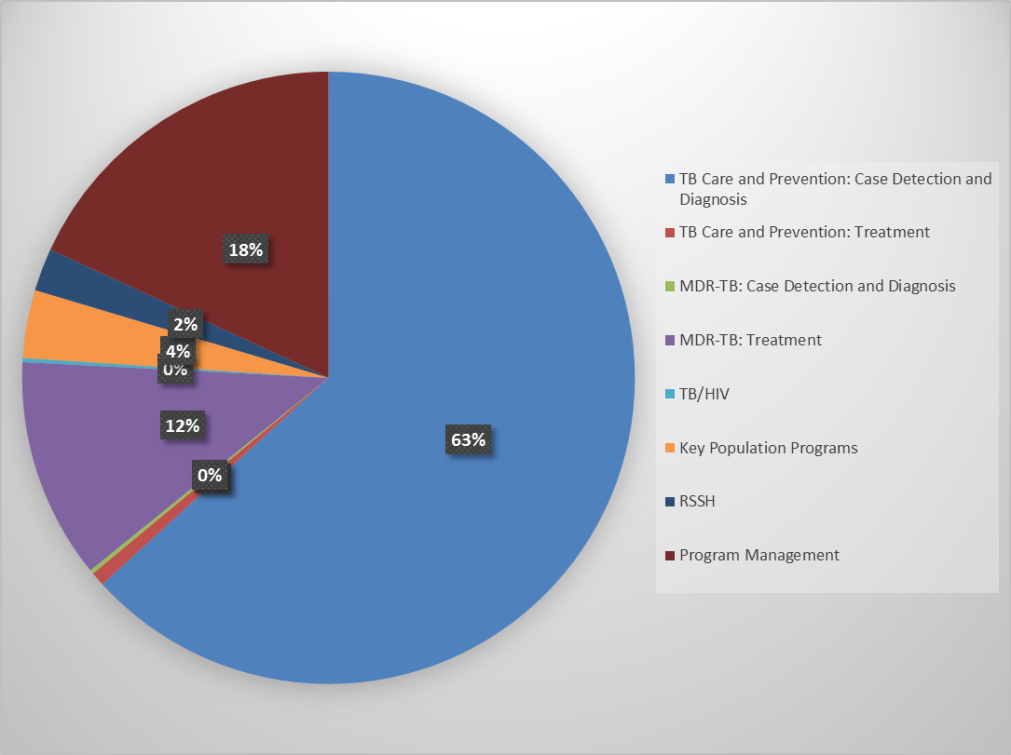 18%
2%
4%
0%
12%
0%
63%
TB Care and Prevention: Case Detection and
Diagnosis
TB Care and Prevention: Treatment
MDR-TB: Case Detection and Diagnosis
MDR-TB: Treatment
TB/HIV
Key Population Programs
RSSH
Program Management